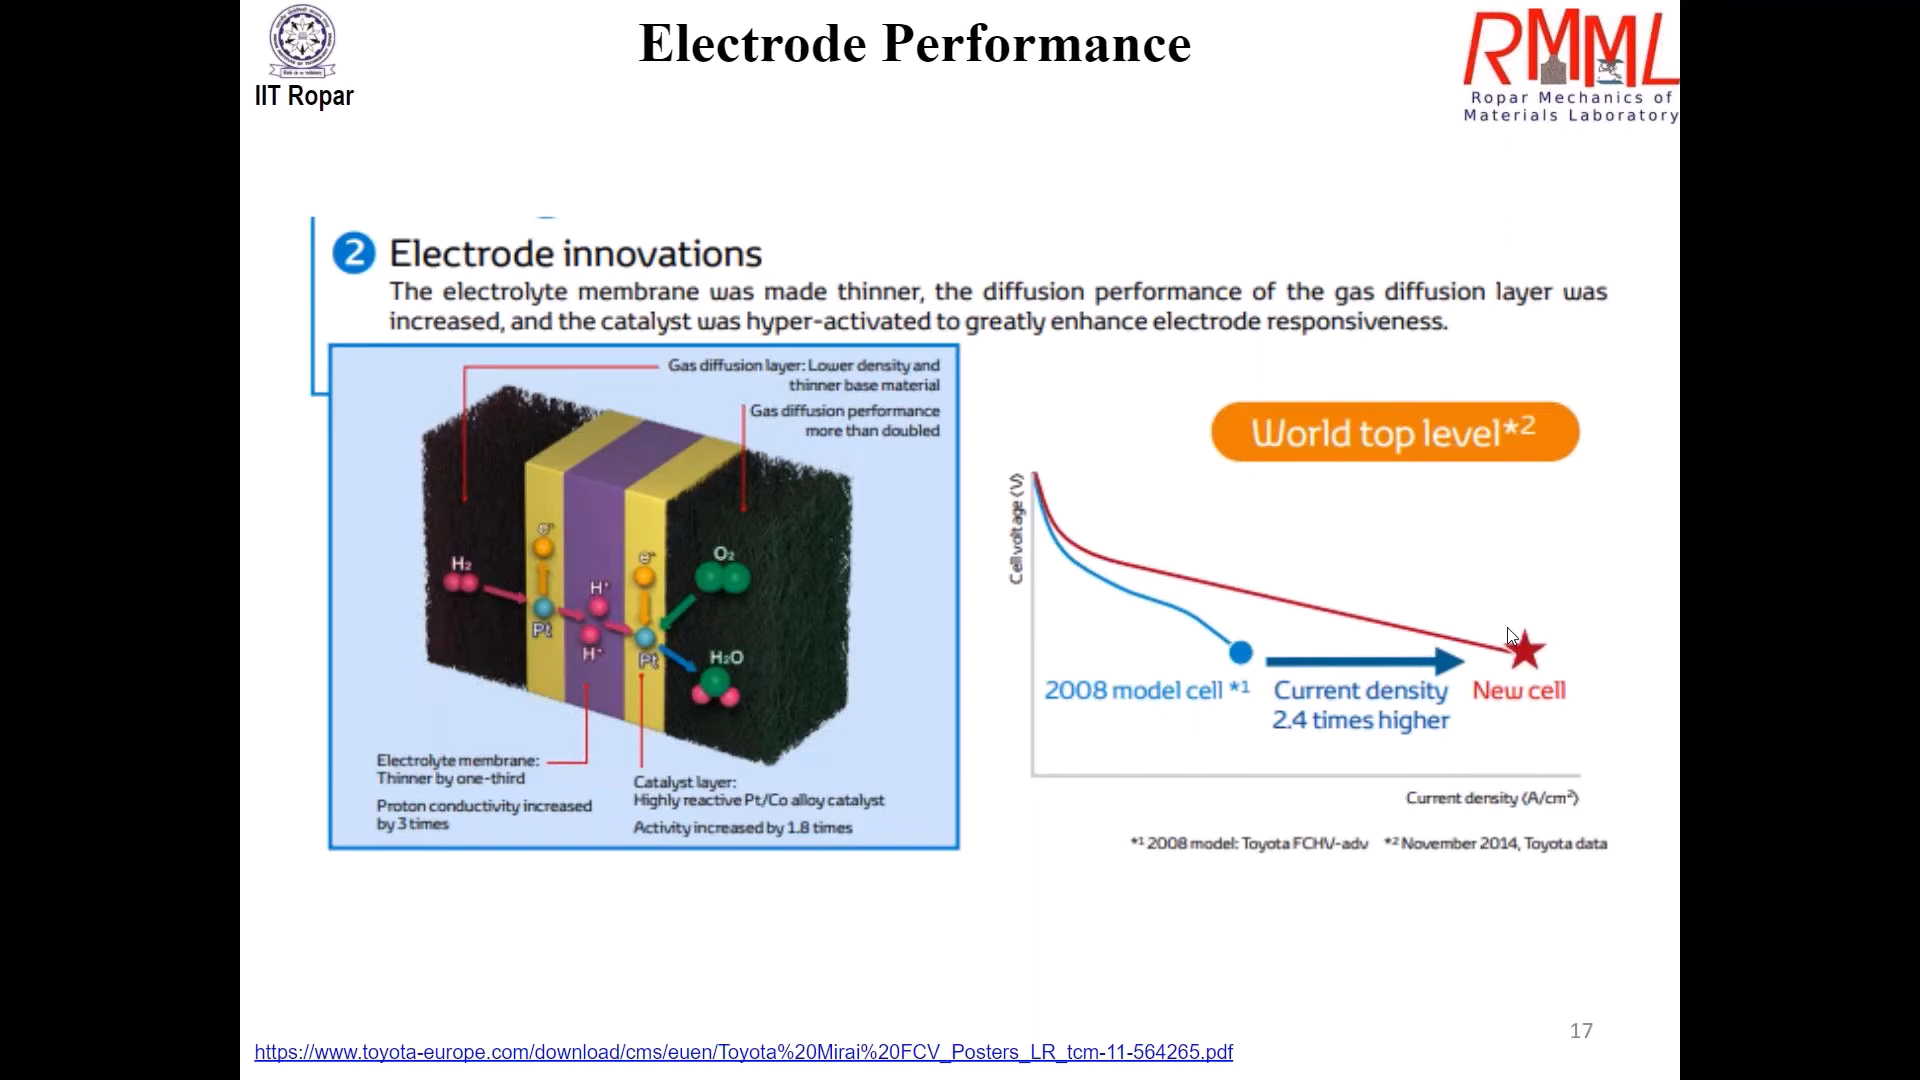 Electrode Performance
IIT Ropar
RMML
Ropar Mechanics of
Materials Laboratory
2 Electrode innovations
The electrolyte membrane was made thinner, the diffusion performance of the gas diffusion layer was
increased, and the catalyst was hyper-activated to greatly enhance electrode responsiveness.
Gas diffusion layer: Lower density and
thinner base material
Gas diffusion performance
more than doubled
e-
H₂
Pt
H⁺
H⁺
e-
Pt
O₂
H₂O
Electrolyte membrane:
Thinner by one-third
Proton conductivity increased
by 3 times
Catalyst layer:
Highly reactive Pt/Co alloy catalyst
Activity increased by 1.8 times
World top level*2
Cell voltage (V)
2008 model cell *1
Current density
2.4 times higher
New cell
Current density (A/cm²)
*1 2008 model: Toyota FCHV-adv *2 November 2014, Toyota data
17
https://www.toyota-europe.com/download/cms/euen/Toyota%20Mirai%20FCV_Posters_LR_tcm-11-564265.pdf